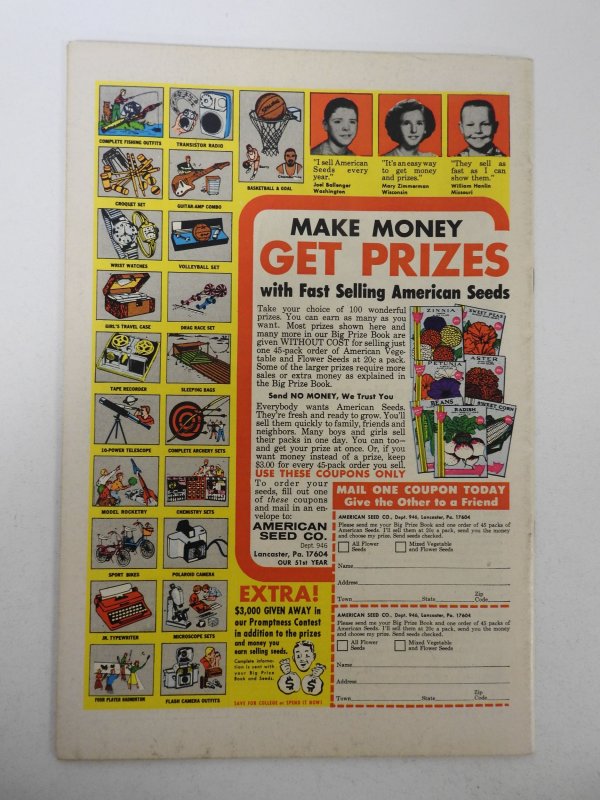 COMPLETE FISHING OUTFITS
TRANSISTOR RADIO
CROQUET SET
GUITAR-AMP COMBO
BASKETBALL & GOAL
WRIST WATCHES
VOLLEYBALL SET
GIRL'S TRAVEL CASE
DRAG RACE SET
TAPE RECORDER
SLEEPING BAGS
10-POWER TELESCOPE
COMPLETE ARCHERY SETS
MODEL ROCKETRY
CHEMISTRY SETS
SPORT BIKES
POLAROID CAMERA
JR. TYPEWRITER
MICROSCOPE SETS
FOUR PLAYER BADMINTON
FLASH CAMERA OUTFITS
"I sell American
Seeds every
year."
Joel Ballenger
Washington
"It's an easy way
to get money
and prizes."
Mary Zimmerman
Wisconsin
"They sell as
fast as I can
show them."
William Hanlin
Missouri
MAKE MONEY
GET PRIZES
with Fast Selling American Seeds
Take your choice of 100 wonderful
prizes. You can earn as many as you
want. Most prizes shown here and
many more in our Big Prize Book are
given WITHOUT COST for selling just
one 45-pack order of American Vege-
table and Flower Seeds at 20c a pack.
Some of the larger prizes require more
sales or extra money as explained in
the Big Prize Book.
Send NO MONEY, We Trust You
Everybody wants American Seeds.
They're fresh and ready to grow. You'll
sell them quickly to family, friends and
neighbors. Many boys and girls sell
their packs in one day. You can too—
and get your prize at once. Or, if you
want money instead of a prize, keep
$3.00 for every 45-pack order you sell.
USE THESE COUPONS ONLY
To order your
seeds, fill out one
of these coupons
and mail in an en-
velope to:
AMERICAN
SEED CO.
Dept. 946
Lancaster, Pa. 17604
OUR 51st YEAR
ZINNIA
SWEET PEAS
PETUNIA
ASTER
BEANS
RADISH
SWEET CORN
MAIL ONE COUPON TODAY
Give the Other to a Friend
AMERICAN SEED CO., Dept. 946, Lancaster, Pa. 17604
Please send me your Big Prize Book and one order of 45 packs
of American Seeds. I'll sell them at 20c a pack, send you the money
and choose my prize. Send seeds checked.
All Flower
Seeds
Mixed Vegetable
and Flower Seeds
Name
Address
Town State Zip Code
AMERICAN SEED CO., Dept. 946, Lancaster, Pa. 17604
Please send me your Big Prize Book and one order of 45 packs
of American Seeds. I'll sell them at 20c a pack, send you the money
and choose my prize. Send seeds checked.
All Flower
Seeds
Mixed Vegetable
and Flower Seeds
Name
Address
Town State Zip Code
EXTRA!
$3,000 GIVEN AWAY in
our Promptness Contest
in addition to the prizes
and money you
earn selling seeds.
Complete informa-
tion is sent with
your Big Prize
Book and Seeds.
$ $
SAVE FOR COLLEGE or SPEND IT NOW!